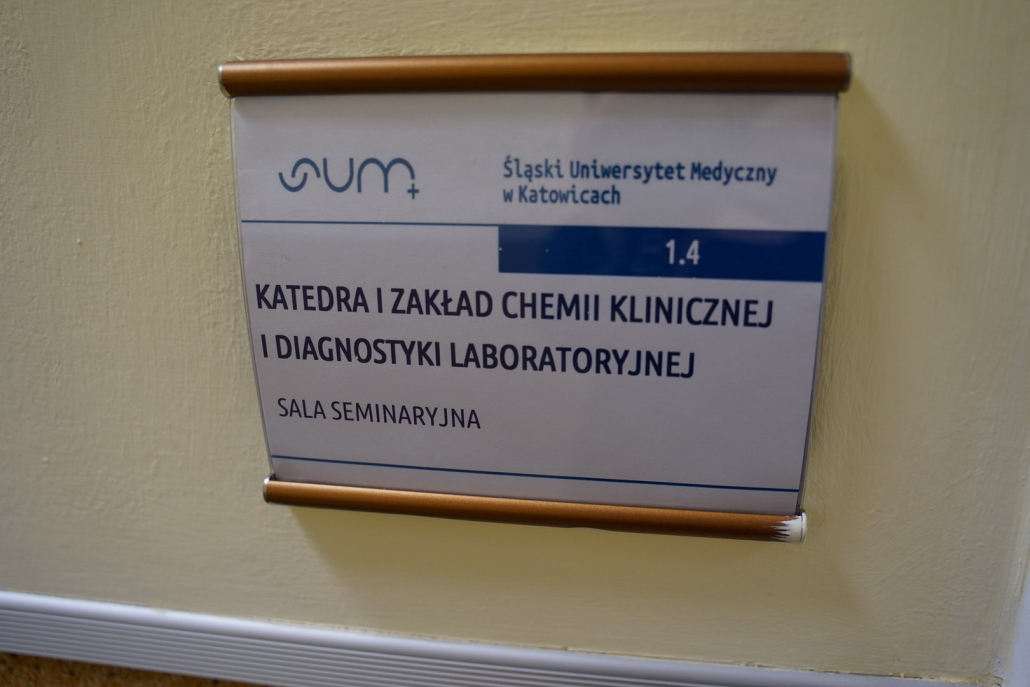 sum+
Śląski Uniwersytet Medyczny
w Katowicach
1.4
KATEDRA I ZAKŁAD CHEMII KLINICZNEJ
I DIAGNOSTYKI LABORATORYJNEJ
SALA SEMINARYJNA